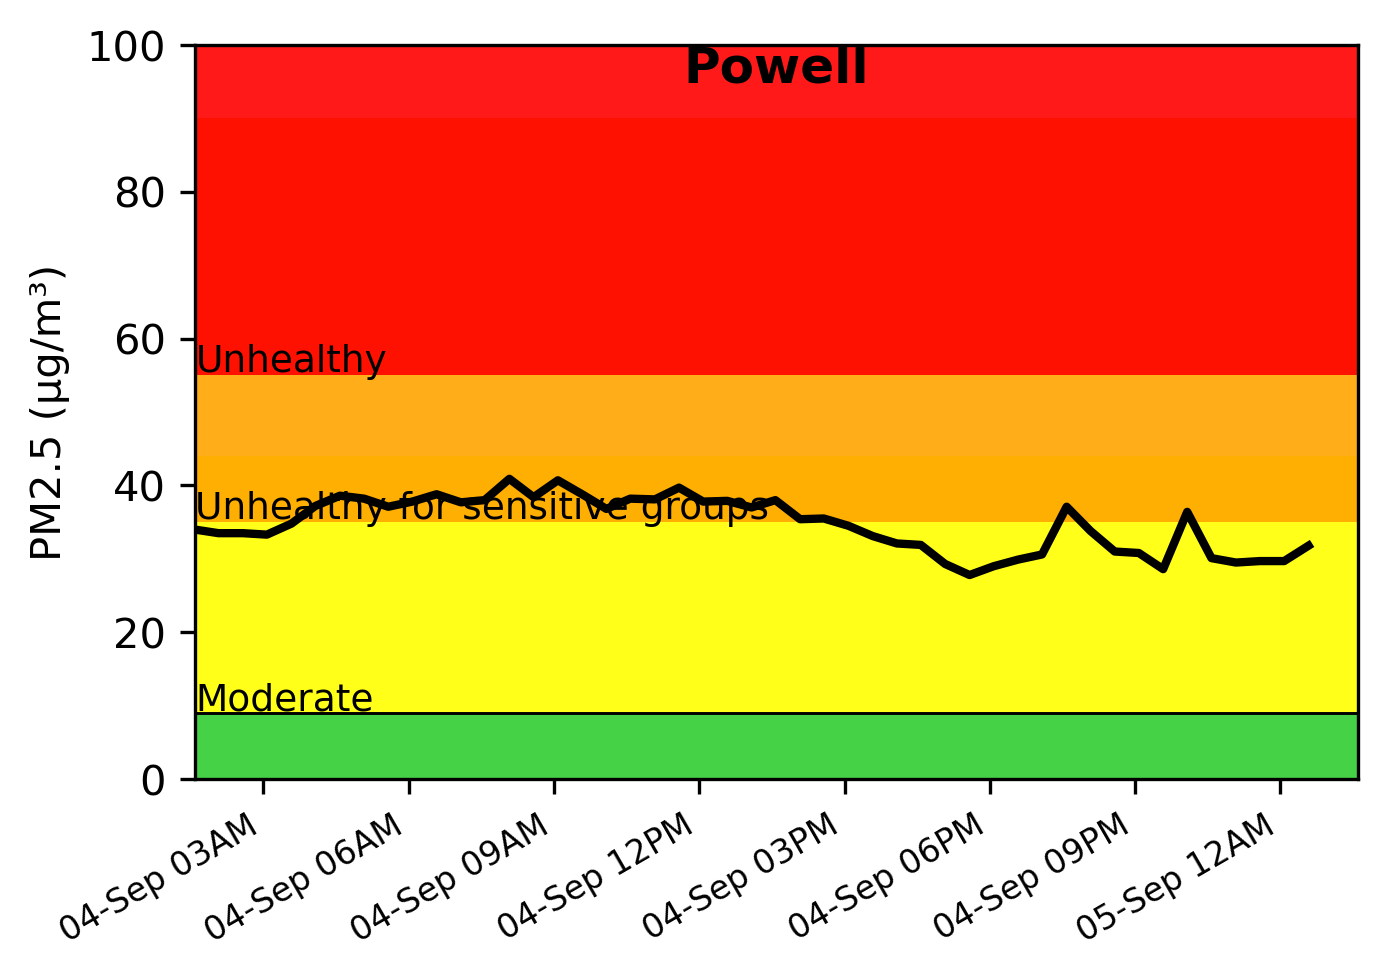 Powell
PM2.5 (µg/m³)
100
80
60
40
20
0
Unhealthy
Unhealthy for sensitive groups
Moderate
04-Sep 03AM
04-Sep 06AM
04-Sep 09AM
04-Sep 12PM
04-Sep 03PM
04-Sep 06PM
04-Sep 09PM
05-Sep 12AM